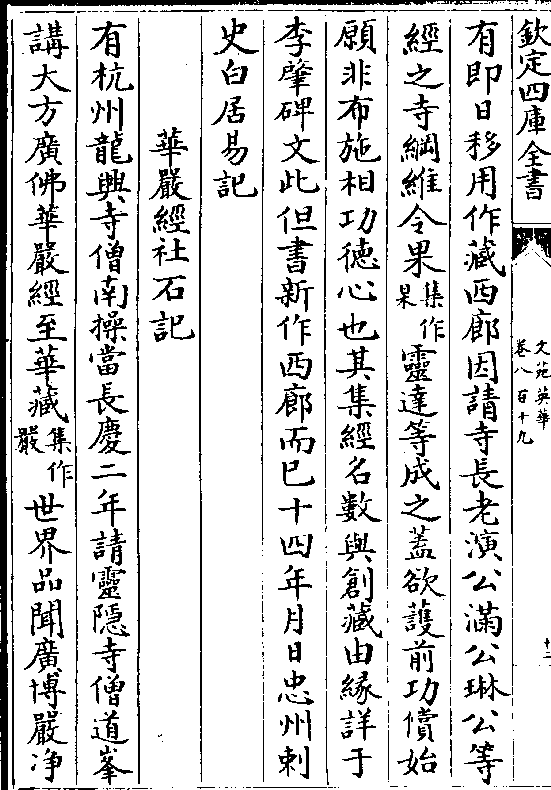 欽定四庫全書
文苑英華
卷八百十九
十二
有即日移用作藏西廊因請寺長老演公滿公琳公等
經之寺綱維令果集作杲靈達等成之蓋欲護前功償始
願非布施相功德心也其集經名數與創藏由緣詳于
李肇碑文此但書新作西廊而已十四年月日忠州刺
史白居易記
華嚴經社石記
有杭州龍興寺僧南操當長慶二年請靈隱寺僧道峯
講大方廣佛華嚴經至華藏集作嚴世界品聞廣博嚴净